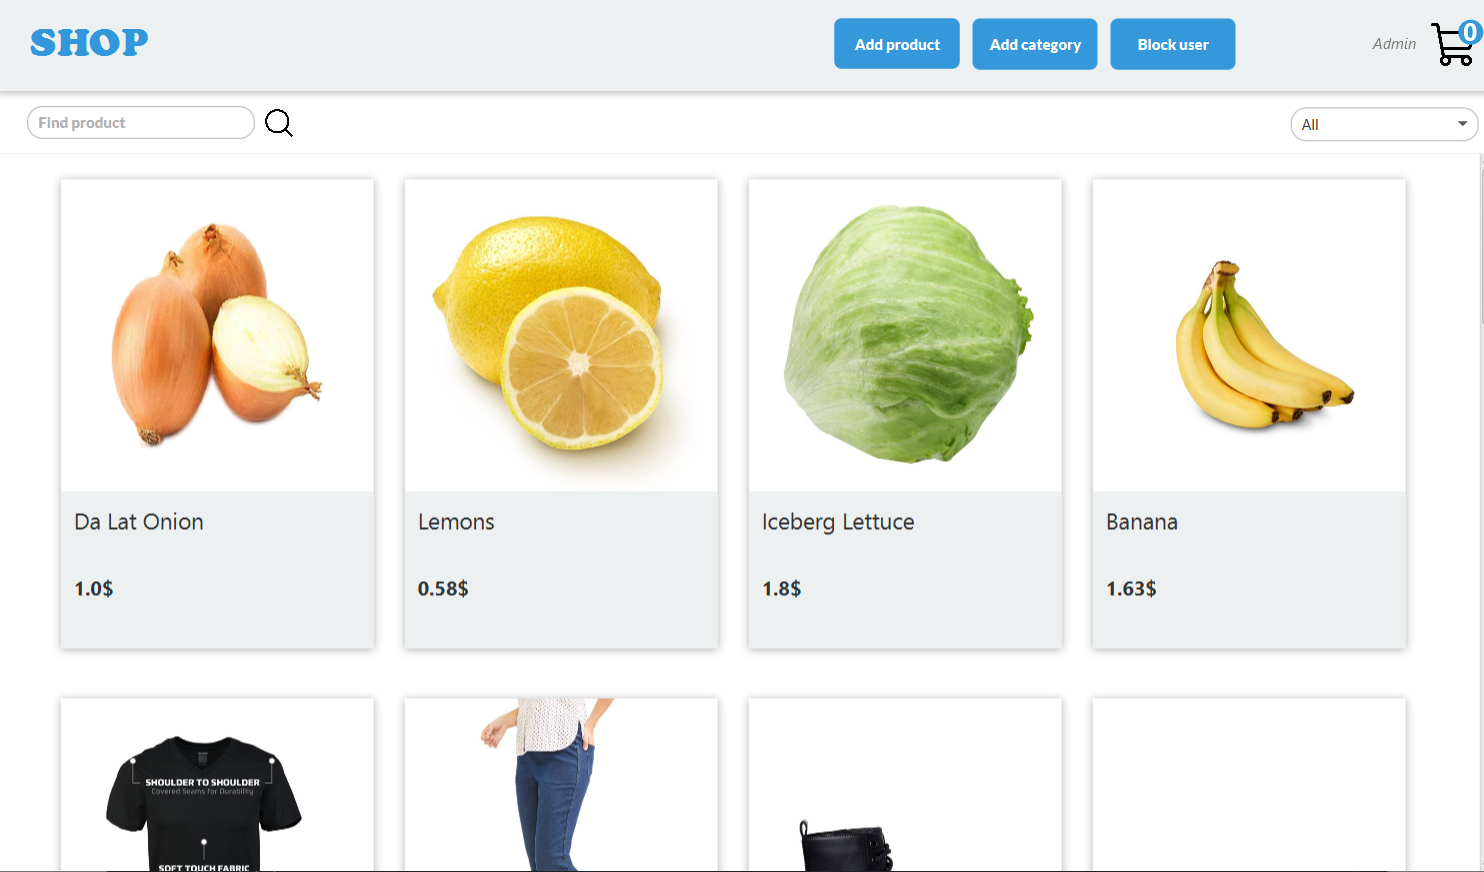 SHOP
Add product
Add category
Block user
Admin
0
Find product
All
Da Lat Onion
1.0$
Lemons
0.58$
Iceberg Lettuce
1.8$
Banana
1.63$
SHOULDER TO SHOULDER
Covered Seams for Durability
SOFT TOUCH FABRIC